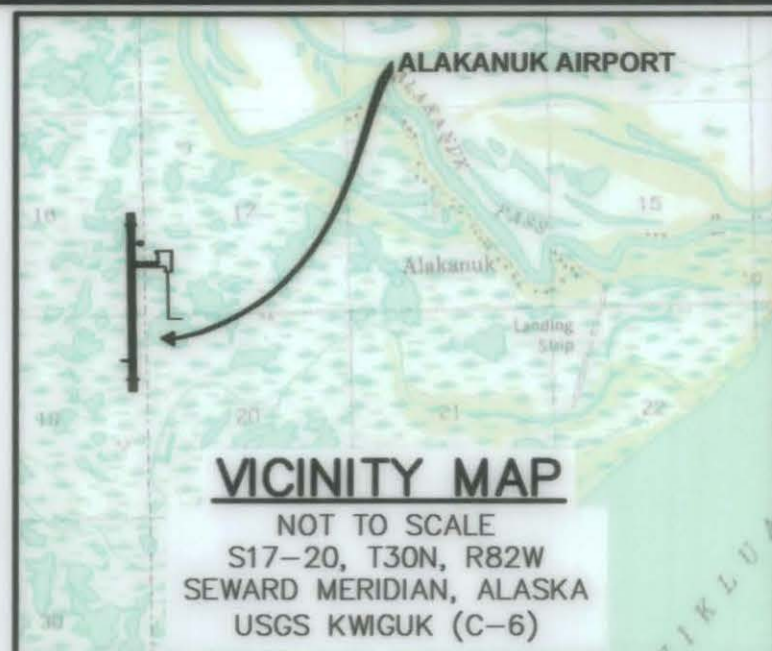 ALAKANUK AIRPORT
ALAKANUK
PASS
15
17
Alakanuk
Landing
Strip
20
21
22
VICINITY MAP
NOT TO SCALE
S17-20, T30N, R82W
SEWARD MERIDIAN, ALASKA
USGS KWIGUK (C-6)
30